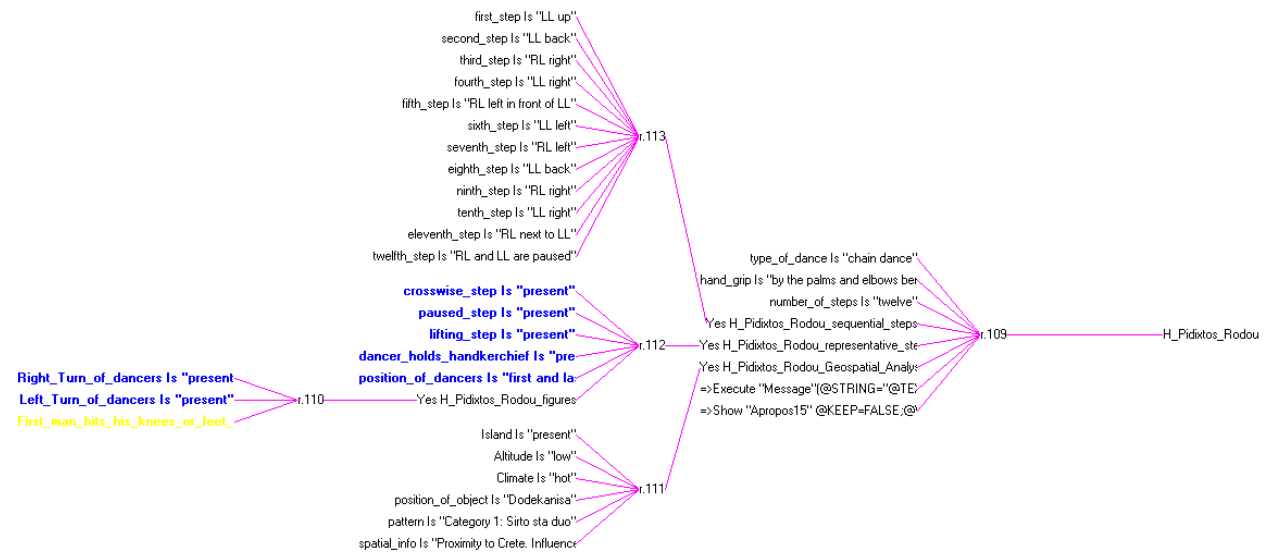 first_step Is "LL up"
second_step Is "LL back"
third_step Is "RL right"
fourth_step Is "LL right"
fifth_step Is "RL left in front of LL"
sixth_step Is "LL left"
seventh_step Is "RL left"
eighth_step Is "LL back"
ninth_step Is "RL right"
tenth_step Is "LL right"
eleventh_step Is "RL next to LL"
twelfth_step Is "RL and LL are paused"
r.113
crosswise_step Is "present"
paused_step Is "present"
lifting_step Is "present"
dancer_holds_handkerchief Is "pre
position_of_dancers Is "first and la
Yes H_Pidixtos_Rodou_figures
r.112
Right_Turn_of_dancers Is "present
Left_Turn_of_dancers Is "present"
First_man_hits_his_knees_or_feet_
r.110
Island Is "present"
Altitude Is "low"
Climate Is "hot"
position_of_object Is "Dodekanisa"
pattern Is "Category 1: Sirto sta duo"
spatial_info Is "Proximity to Crete. Influence
r.111
type_of_dance Is "chain dance"
hand_grip Is "by the palms and elbows ber
number_of_steps Is "twelve"
Yes H_Pidixtos_Rodou_sequential_steps
Yes H_Pidixtos_Rodou_representative_ste
Yes H_Pidixtos_Rodou_Geospatial_Analys
=>Execute "Message"(@STRING="@TEX
=>Show "Apropos15" @KEEP=FALSE;@
r.109
H_Pidixtos_Rodou